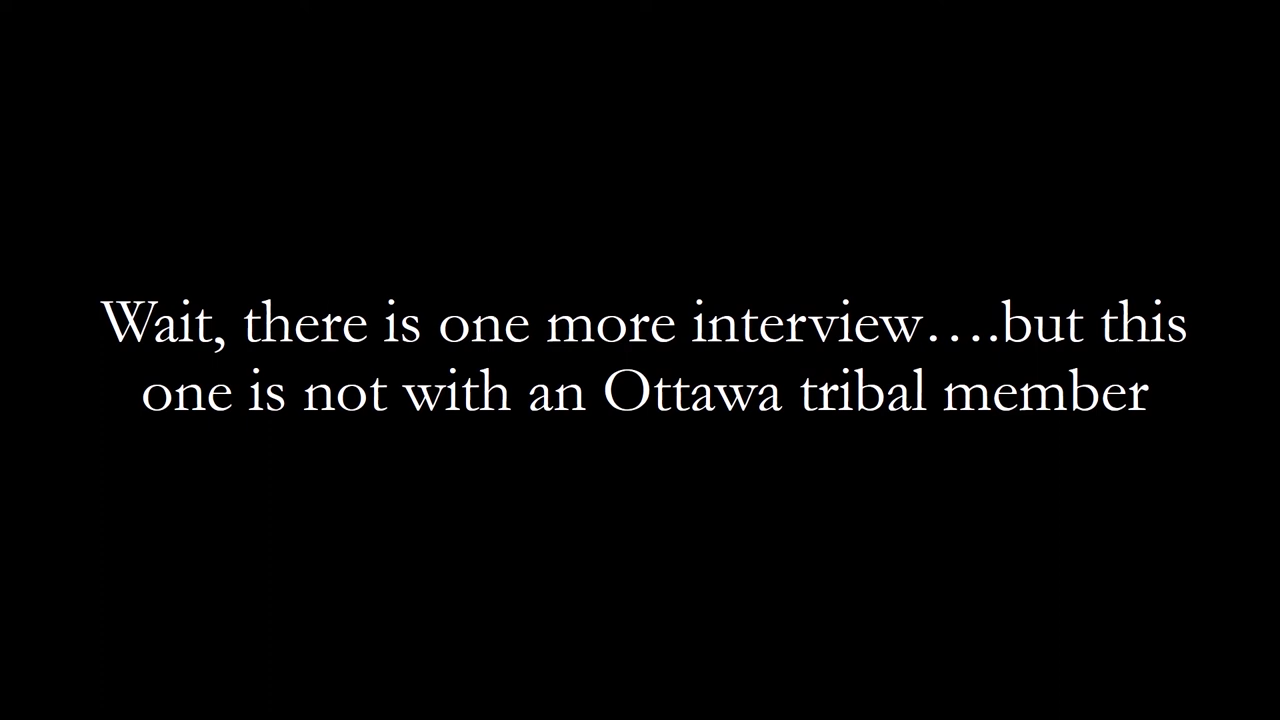 Wait, there is one more interview….but this
one is not with an Ottawa tribal member